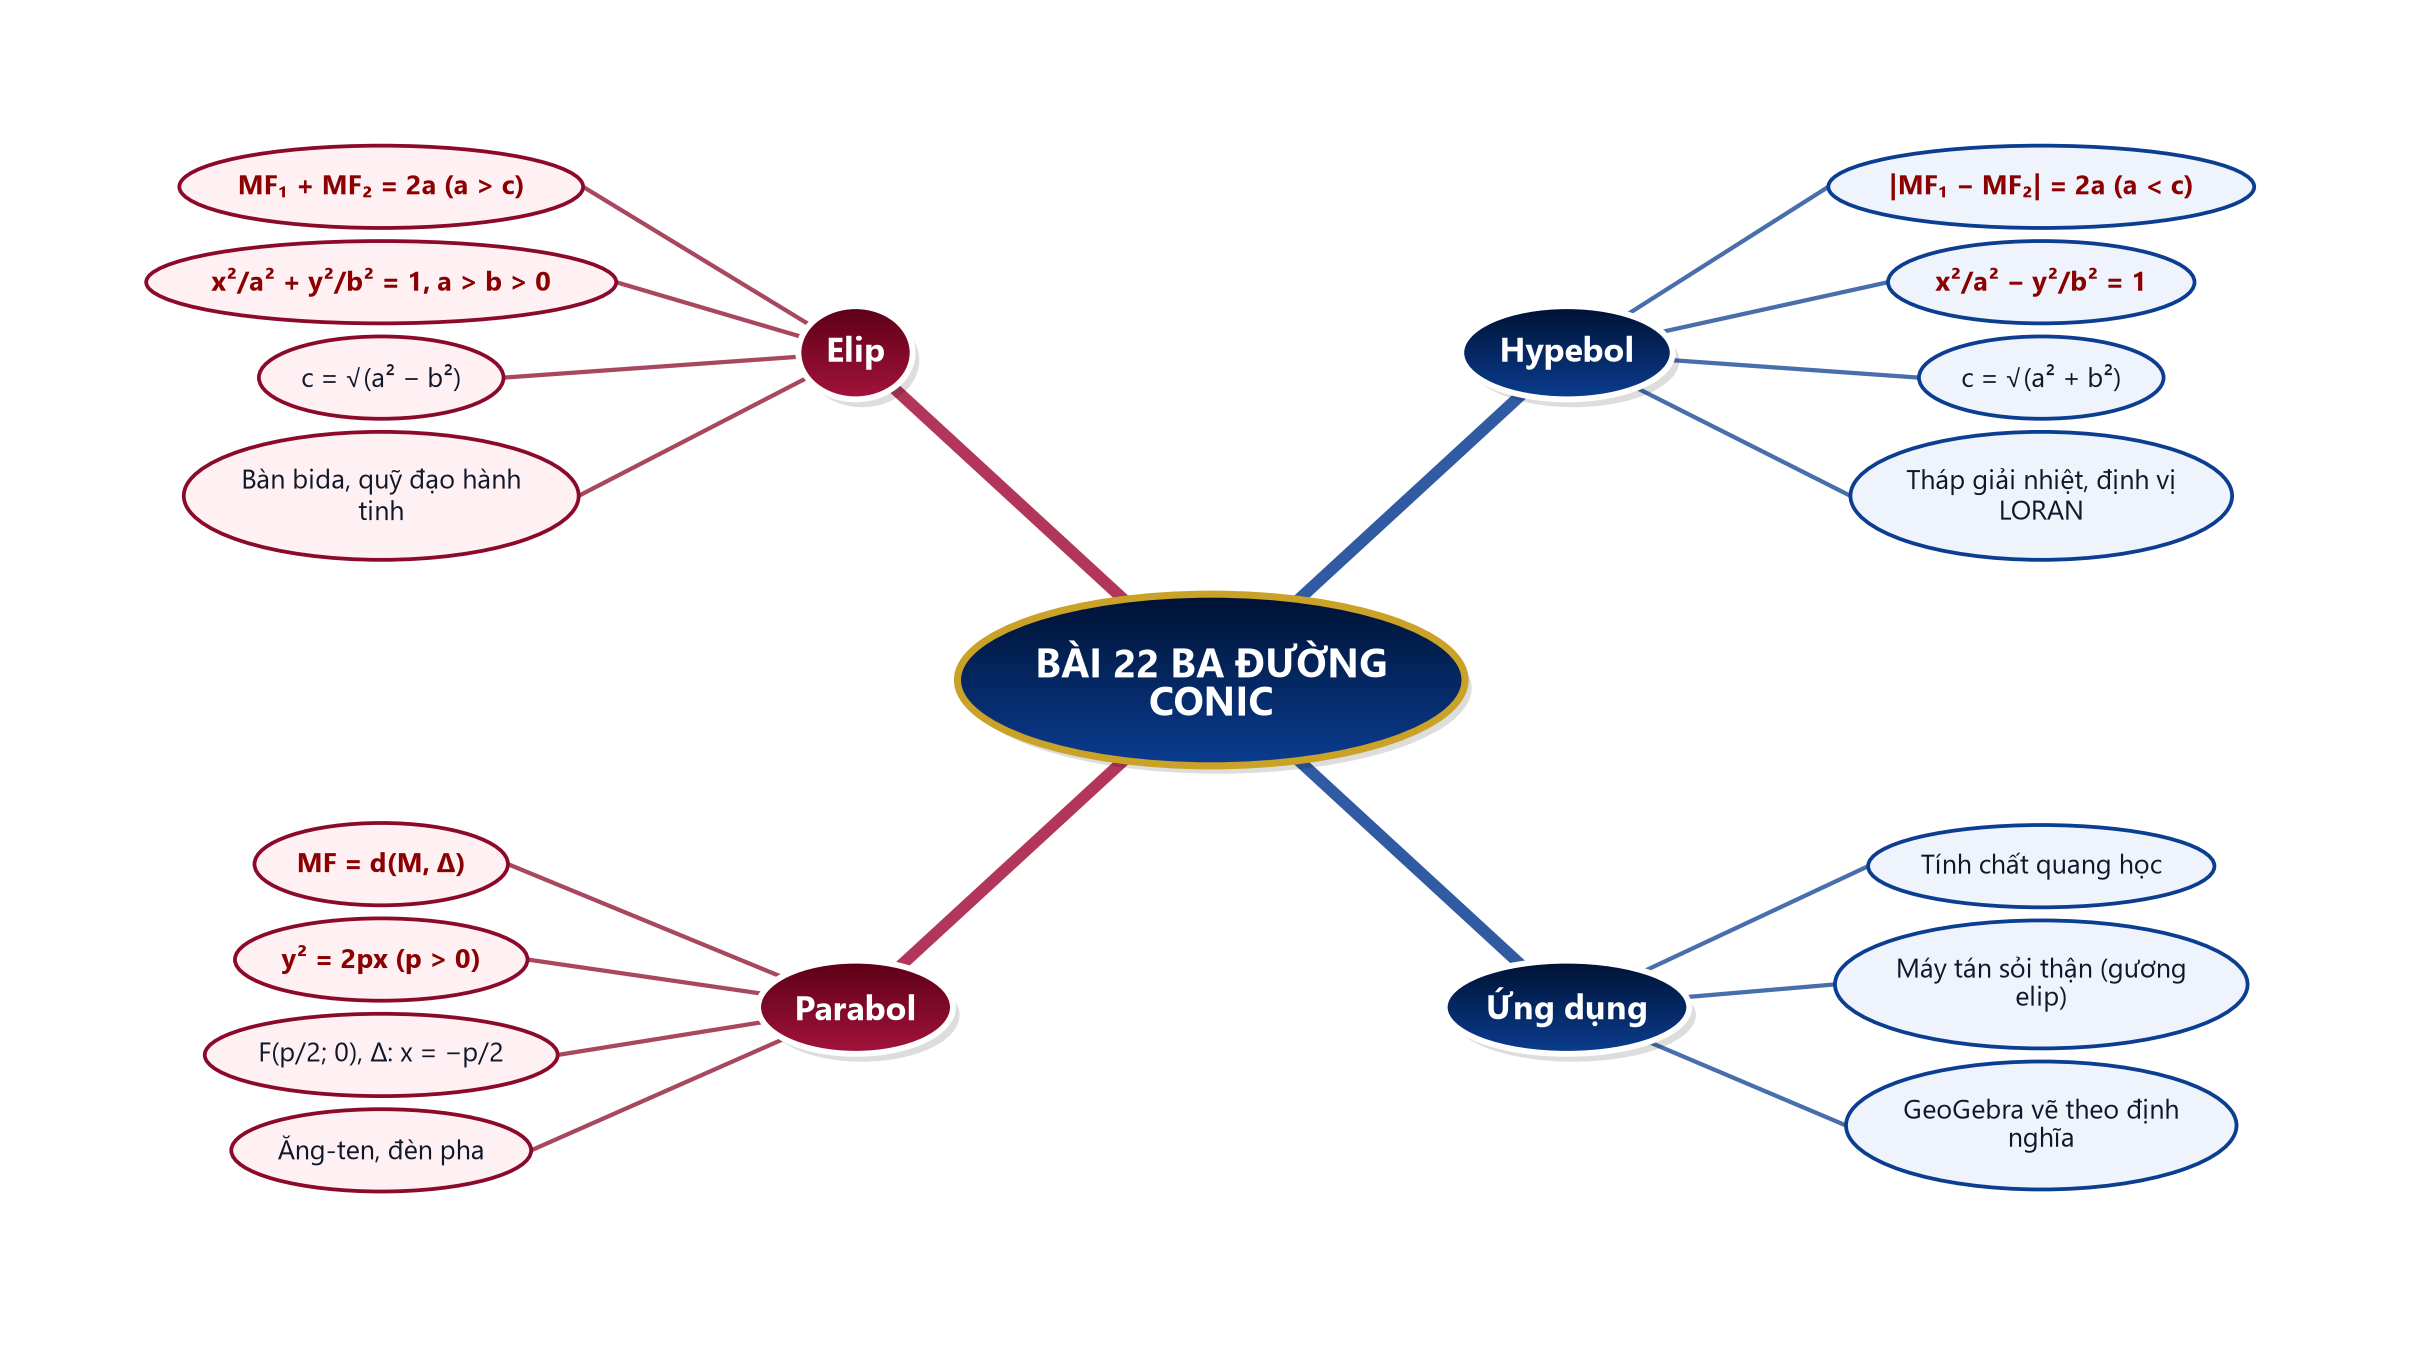 BÀI 22 BA ĐƯỜNG
CONIC
Elip
MF₁ + MF₂ = 2a (a > c)
x²/a² + y²/b² = 1, a > b > 0
c = √(a² − b²)
Bàn bida, quỹ đạo hành
tinh
Hypebol
|MF₁ − MF₂| = 2a (a < c)
x²/a² − y²/b² = 1
c = √(a² + b²)
Tháp giải nhiệt, định vị
LORAN
Parabol
MF = d(M, Δ)
y² = 2px (p > 0)
F(p/2; 0), Δ: x = −p/2
Ăng-ten, đèn pha
Ứng dụng
Tính chất quang học
Máy tán sỏi thận (gương
elip)
GeoGebra vẽ theo định
nghĩa